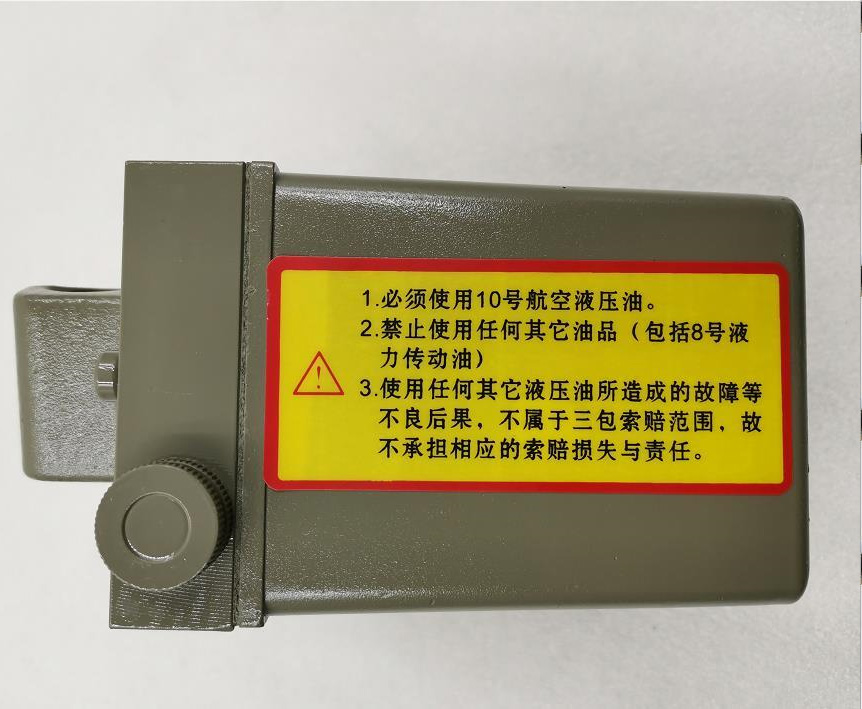 1.必须使用10号航空液压油。
2.禁止使用任何其它油品（包括8号液
力传动油）
3.使用任何其它液压油所造成的故障等
不良后果，不属于三包索赔范围，故
不承担相应的索赔损失与责任。